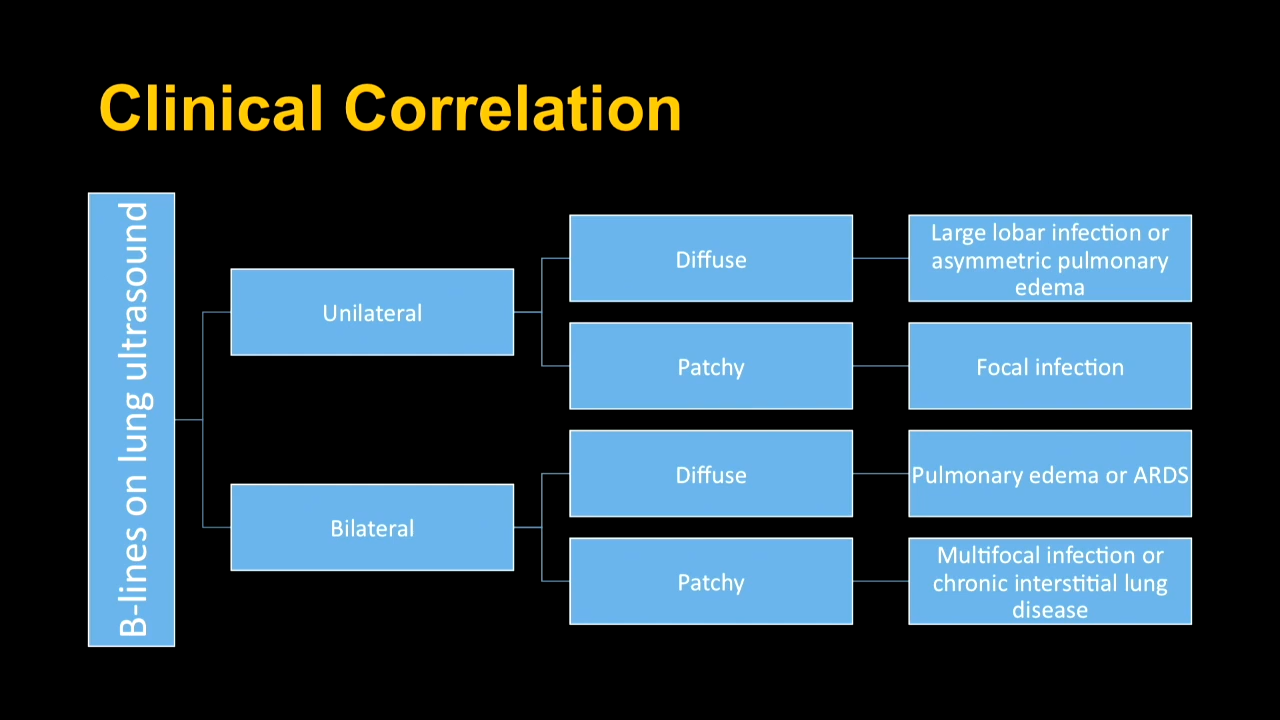 Clinical Correlation
B-lines on lung ultrasound
Unilateral
Diffuse
Large lobar infection or
asymmetric pulmonary
edema
Patchy
Focal infection
Bilateral
Diffuse
Pulmonary edema or ARDS
Patchy
Multifocal infection or
chronic interstitial lung
disease